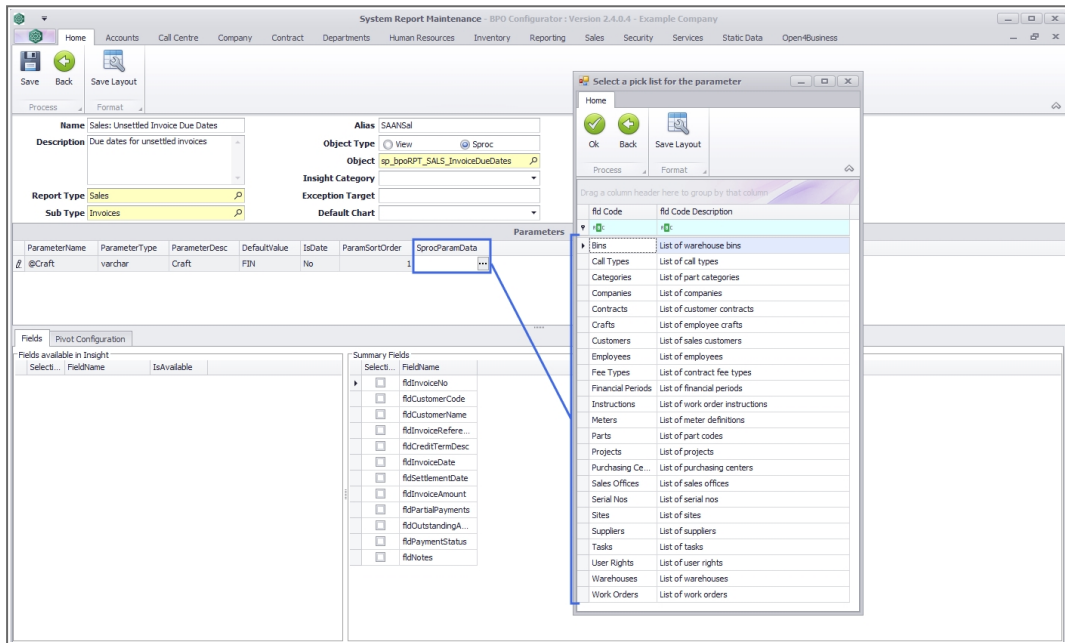 System Report Maintenance - BPO Configurator : Version 2.4.0.4 - Example Company
Home Accounts Call Centre Company Contract Departments Human Resources Inventory Reporting Sales Security Services Static Data Open4Business
Save Back Save Layout
Process Format
Name Sales: Unsettled Invoice Due Dates
Description Due dates for unsettled invoices
Report Type Sales
Sub Type Invoices
Alias SAANSal
Object Type View Sproc
Object sp_bpoRPT_SALS_InvoiceDueDates
Insight Category
Exception Target
Default Chart
Parameters
ParameterName ParameterType ParameterDesc DefaultValue IsDate ParamSortOrder SprocParamData
@Craft varchar Craft FIN No 1 ...
Fields Pivot Configuration
Fields available in Insight
Selecti... FieldName IsAvailable
Summary Fields
Selecti... FieldName
fldInvoiceNo
fldCustomerCode
fldCustomerName
fldInvoiceRefere...
fldCreditTermDesc
fldInvoiceDate
fldSettlementDate
fldInvoiceAmount
fldPartialPayments
fldOutstandingA...
fldPaymentStatus
fldNotes
Select a pick list for the parameter
Home
Ok Back Save Layout
Process Format
Drag a column header here to group by that column
fld Code fld Code Description
Bins List of warehouse bins
Call Types List of call types
Categories List of part categories
Companies List of companies
Contracts List of customer contracts
Crafts List of employee crafts
Customers List of sales customers
Employees List of employees
Fee Types List of contract fee types
Financial Periods List of financial periods
Instructions List of work order instructions
Meters List of meter definitions
Parts List of part codes
Projects List of projects
Purchasing Ce... List of purchasing centers
Sales Offices List of sales offices
Serial Nos List of serial nos
Sites List of sites
Suppliers List of suppliers
Tasks List of tasks
User Rights List of user rights
Warehouses List of warehouses
Work Orders List of work orders